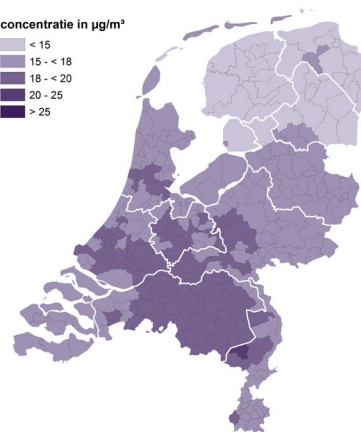 concentratie in µg/m³
< 15
15 - < 18
18 - < 20
20 - 25
> 25